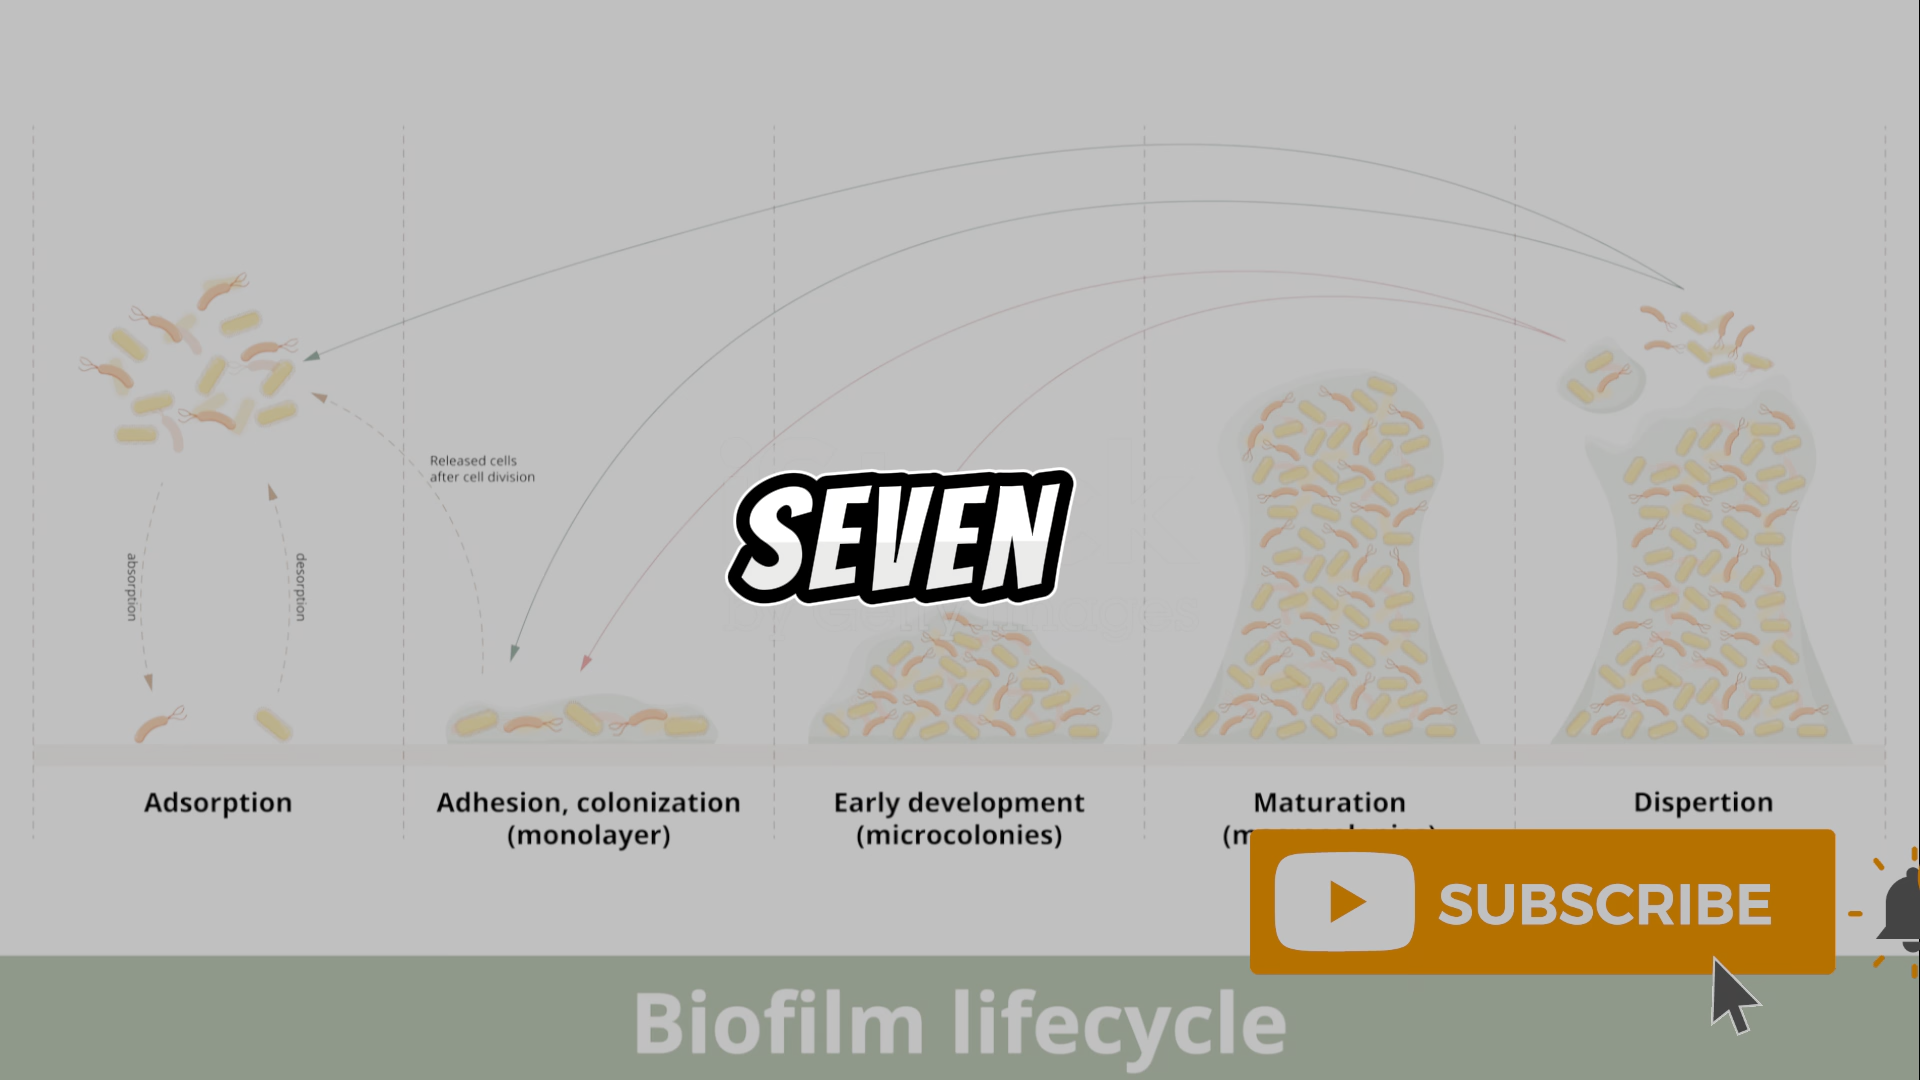 Released cells
after cell division
SEVEN
absorption
desorption
Adsorption
Adhesion, colonization
(monolayer)
Early development
(microcolonies)
Maturation
Dispertion
SUBSCRIBE
Biofilm lifecycle